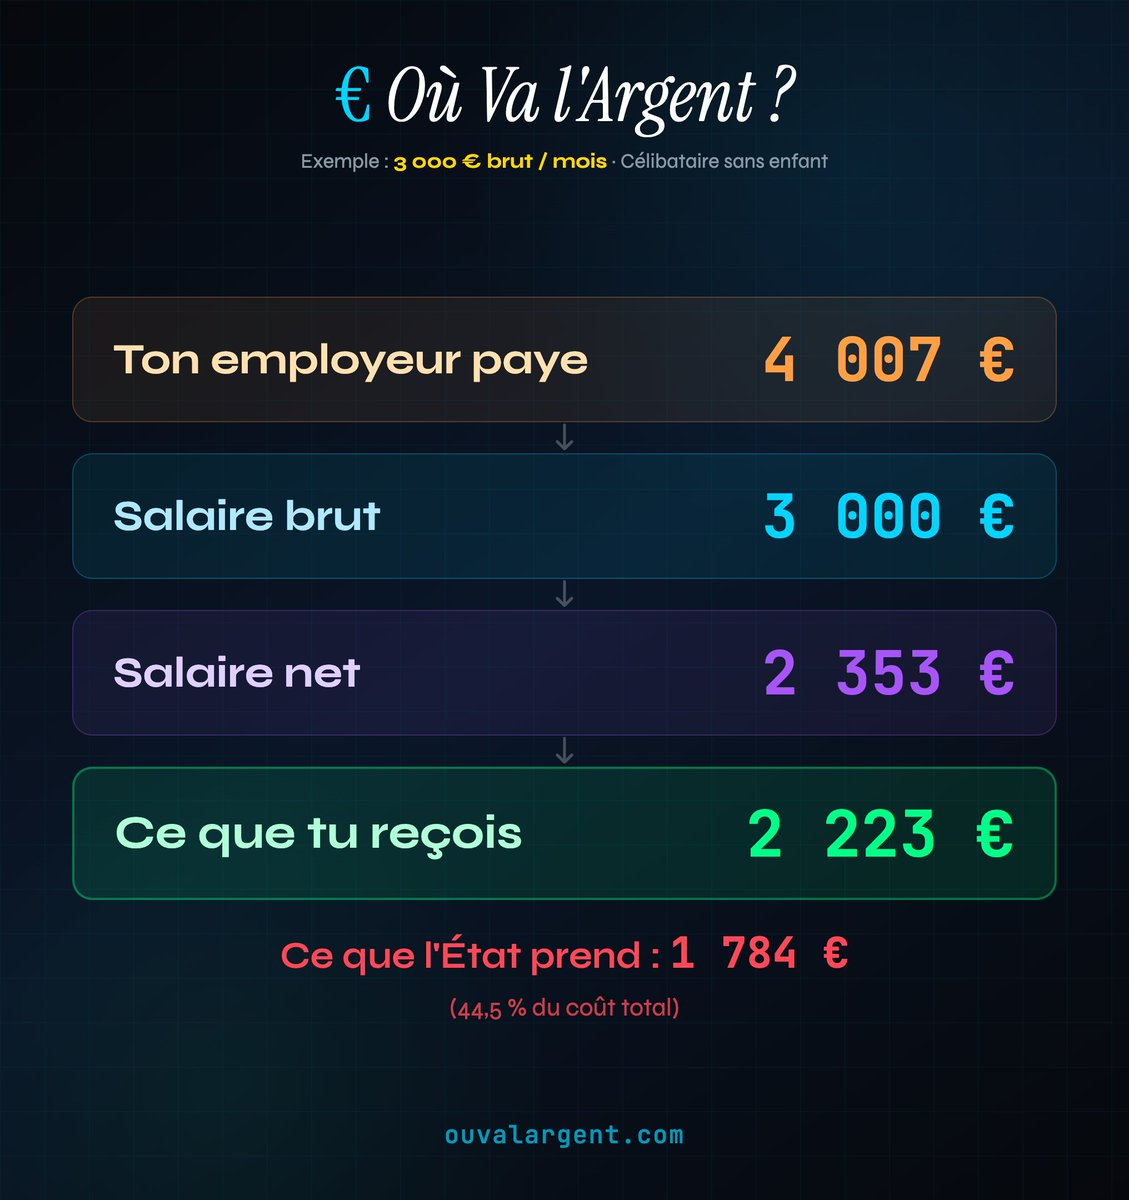 € Où Va l'Argent ?
Exemple : 3 000 € brut / mois · Célibataire sans enfant
Ton employeur paye 4 007 €
↓
Salaire brut 3 000 €
↓
Salaire net 2 353 €
↓
Ce que tu reçois 2 223 €
Ce que l'État prend : 1 784 €
(44,5 % du coût total)
ouvalargent.com